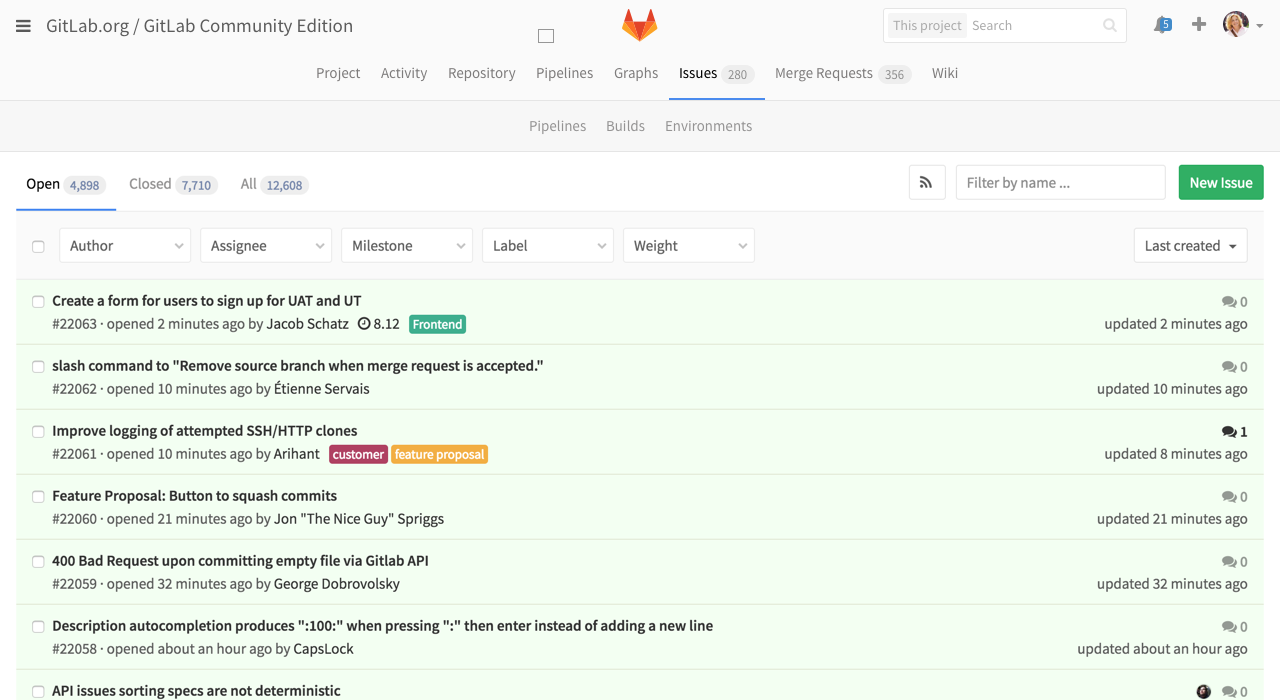 GitLab.org / GitLab Community Edition
This project Search
5
Project Activity Repository Pipelines Graphs Issues 280 Merge Requests 356 Wiki
Pipelines Builds Environments
Open 4,898 Closed 7,710 All 12,608
Filter by name ...
New Issue
Author Assignee Milestone Label Weight Last created
Create a form for users to sign up for UAT and UT 0
#22063 · opened 2 minutes ago by Jacob Schatz 8.12 Frontend updated 2 minutes ago
slash command to "Remove source branch when merge request is accepted." 0
#22062 · opened 10 minutes ago by Étienne Servais updated 10 minutes ago
Improve logging of attempted SSH/HTTP clones 1
#22061 · opened 10 minutes ago by Arihant customer feature proposal updated 8 minutes ago
Feature Proposal: Button to squash commits 0
#22060 · opened 21 minutes ago by Jon "The Nice Guy" Spriggs updated 21 minutes ago
400 Bad Request upon committing empty file via Gitlab API 0
#22059 · opened 32 minutes ago by George Dobrovolsky updated 32 minutes ago
Description autocompletion produces ":100:" when pressing ":" then enter instead of adding a new line 0
#22058 · opened about an hour ago by CapsLock updated about an hour ago
API issues sorting specs are not deterministic 0